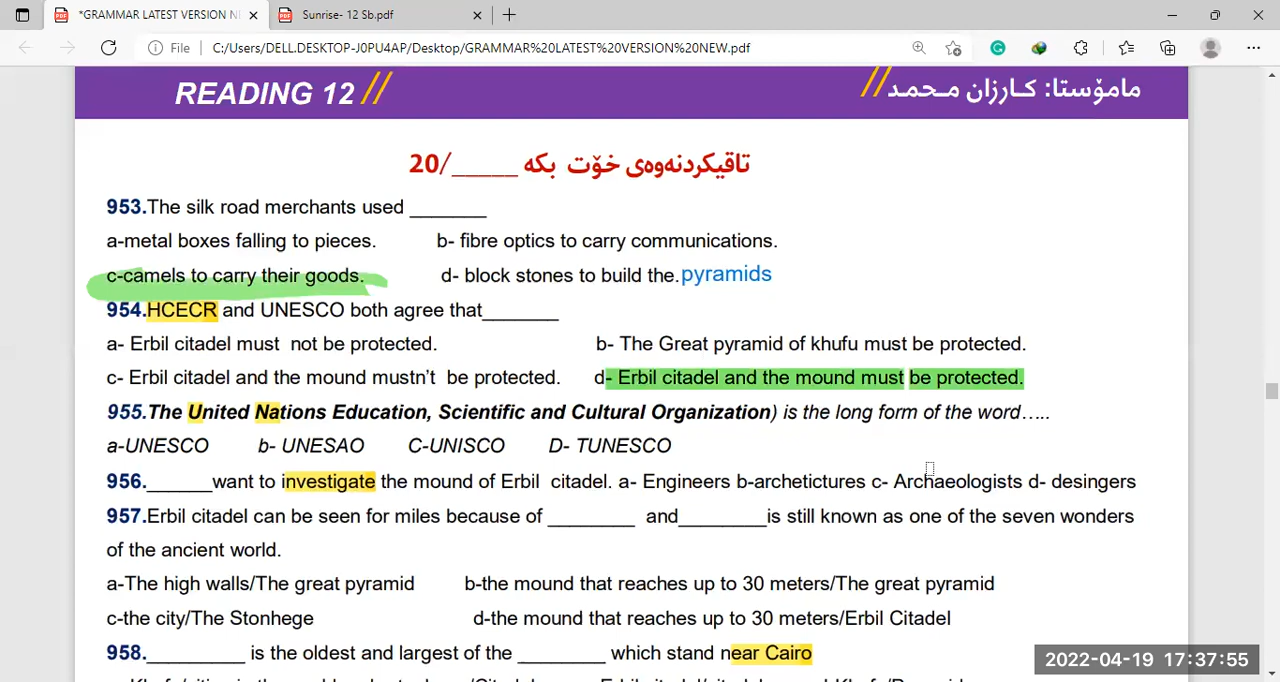 *GRAMMAR LATEST VERSION N
Sunrise- 12 Sb.pdf
File C:/Users/DELL.DESKTOP-J0PU4AP/Desktop/GRAMMAR%20LATEST%20VERSION%20NEW.pdf
READING 12 //
//مامۆستا: کـارزان مـحمـد
تاقیکردنەوەی خۆت بکە _____/20
953.The silk road merchants used _______
a-metal boxes falling to pieces. b- fibre optics to carry communications.
c-camels to carry their goods. d- block stones to build the.pyramids
954.HCECR and UNESCO both agree that_______
a- Erbil citadel must not be protected. b- The Great pyramid of khufu must be protected.
c- Erbil citadel and the mound mustn't be protected. d- Erbil citadel and the mound must be protected.
955.The United Nations Education, Scientific and Cultural Organization) is the long form of the word.....
a-UNESCO b- UNESAO C-UNISCO D- TUNESCO
956.______want to investigate the mound of Erbil citadel. a- Engineers b-archetictures c- Archaeologists d- desingers
957.Erbil citadel can be seen for miles because of ________ and________is still known as one of the seven wonders
of the ancient world.
a-The high walls/The great pyramid b-the mound that reaches up to 30 meters/The great pyramid
c-the city/The Stonhege d-the mound that reaches up to 30 meters/Erbil Citadel
958._________ is the oldest and largest of the ________ which stand near Cairo
2022-04-19 17:37:55